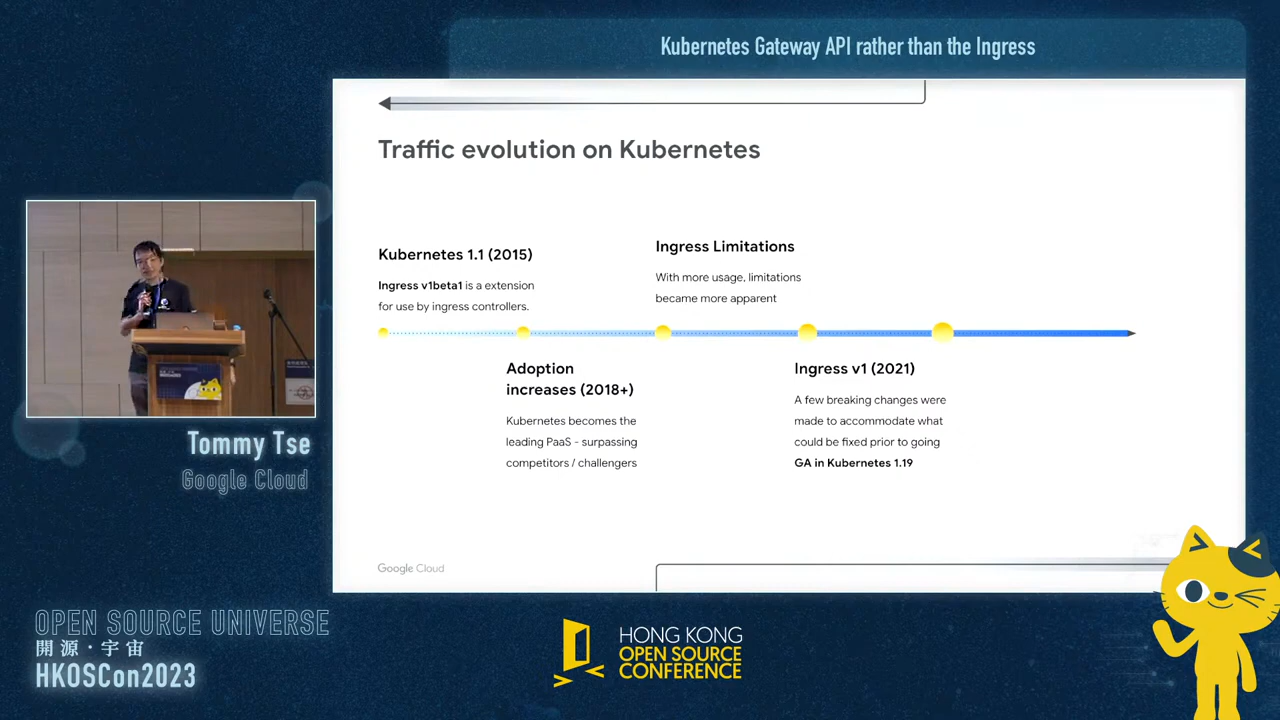 Kubernetes Gateway API rather than the Ingress
Traffic evolution on Kubernetes
Kubernetes 1.1 (2015)
Ingress v1beta1 is a extension
for use by ingress controllers.
Ingress Limitations
With more usage, limitations
became more apparent
Adoption
increases (2018+)
Kubernetes becomes the
leading PaaS - surpassing
competitors / challengers
Ingress v1 (2021)
A few breaking changes were
made to accommodate what
could be fixed prior to going
GA in Kubernetes 1.19
Google Cloud
Tommy Tse
Google Cloud
OPEN SOURCE UNIVERSE
開源·宇宙
HKOSCon2023
HONG KONG
OPEN SOURCE
CONFERENCE